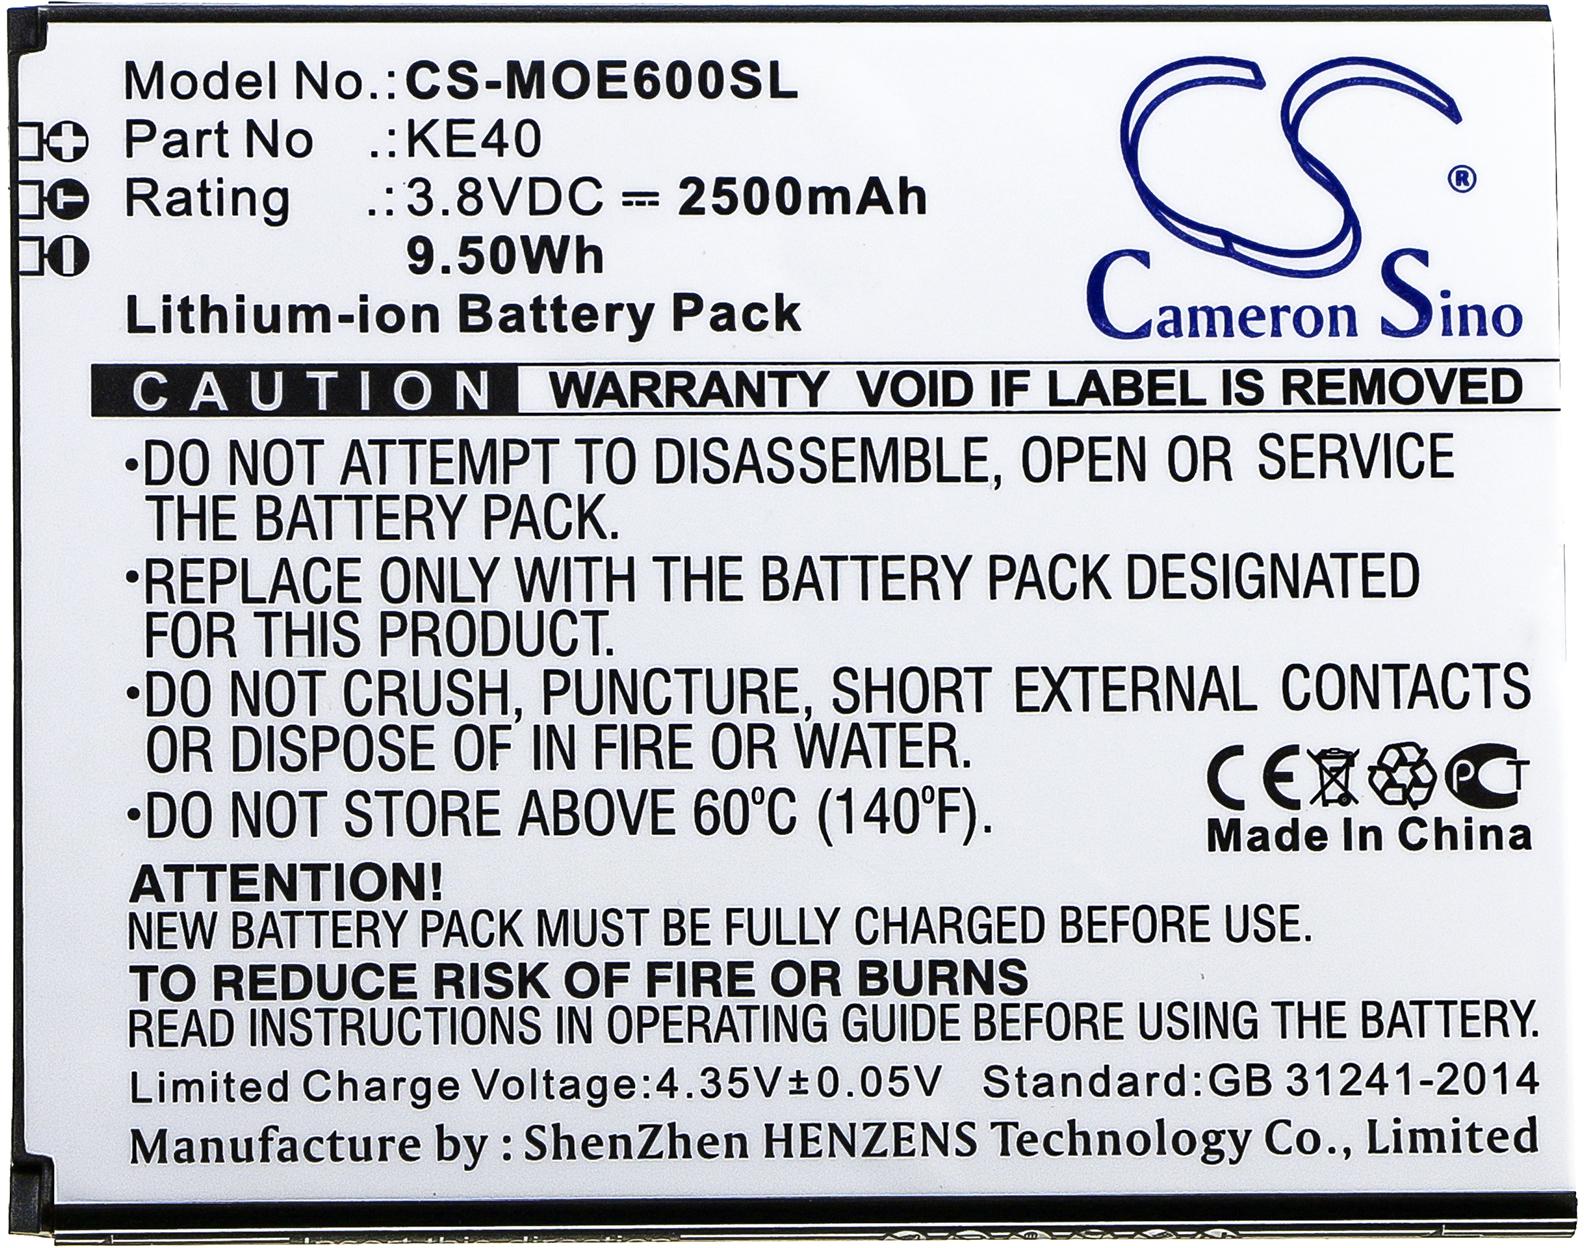 Model No.:CS-MOE600SL
Part No .:KE40
Rating .:3.8VDC ⎓ 2500mAh
9.50Wh
Lithium-ion Battery Pack
CS ®
Cameron Sino
CAUTION WARRANTY VOID IF LABEL IS REMOVED
•DO NOT ATTEMPT TO DISASSEMBLE, OPEN OR SERVICE
THE BATTERY PACK.
•REPLACE ONLY WITH THE BATTERY PACK DESIGNATED
FOR THIS PRODUCT.
•DO NOT CRUSH, PUNCTURE, SHORT EXTERNAL CONTACTS
OR DISPOSE OF IN FIRE OR WATER.
•DO NOT STORE ABOVE 60°C (140°F).
CE PCT
Made In China
ATTENTION!
NEW BATTERY PACK MUST BE FULLY CHARGED BEFORE USE.
TO REDUCE RISK OF FIRE OR BURNS
READ INSTRUCTIONS IN OPERATING GUIDE BEFORE USING THE BATTERY.
Limited Charge Voltage:4.35V±0.05V Standard:GB 31241-2014
Manufacture by : ShenZhen HENZENS Technology Co., Limited
Insert this direction